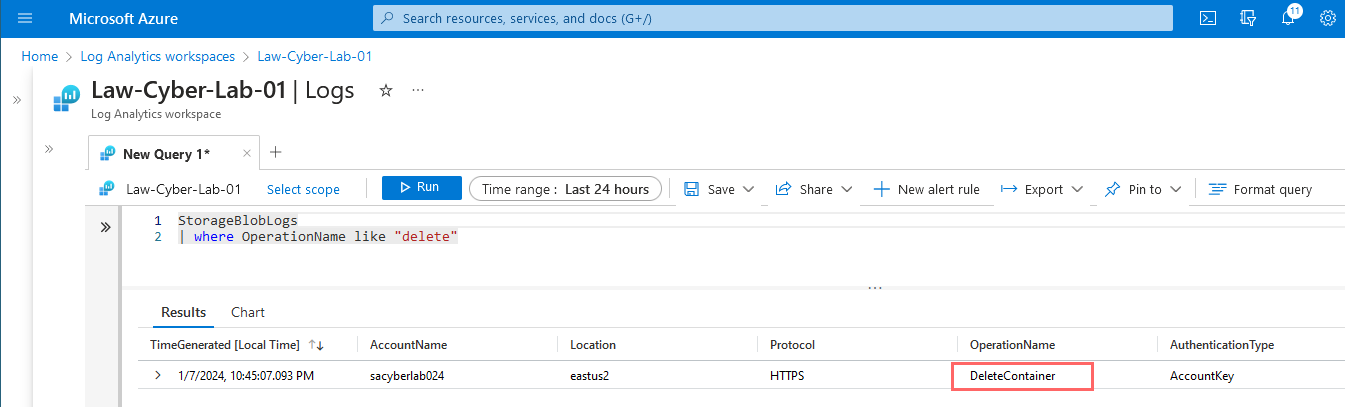 Microsoft Azure
Search resources, services, and docs (G+/)
11
Home > Log Analytics workspaces > Law-Cyber-Lab-01
Law-Cyber-Lab-01 | Logs
Log Analytics workspace
New Query 1*
Law-Cyber-Lab-01 Select scope Run Time range : Last 24 hours Save Share New alert rule Export Pin to Format query
1 StorageBlobLogs
2 | where OperationName like "delete"
Results Chart
TimeGenerated [Local Time] AccountName Location Protocol OperationName AuthenticationType
1/7/2024, 10:45:07.093 PM sacyberlab024 eastus2 HTTPS DeleteContainer AccountKey